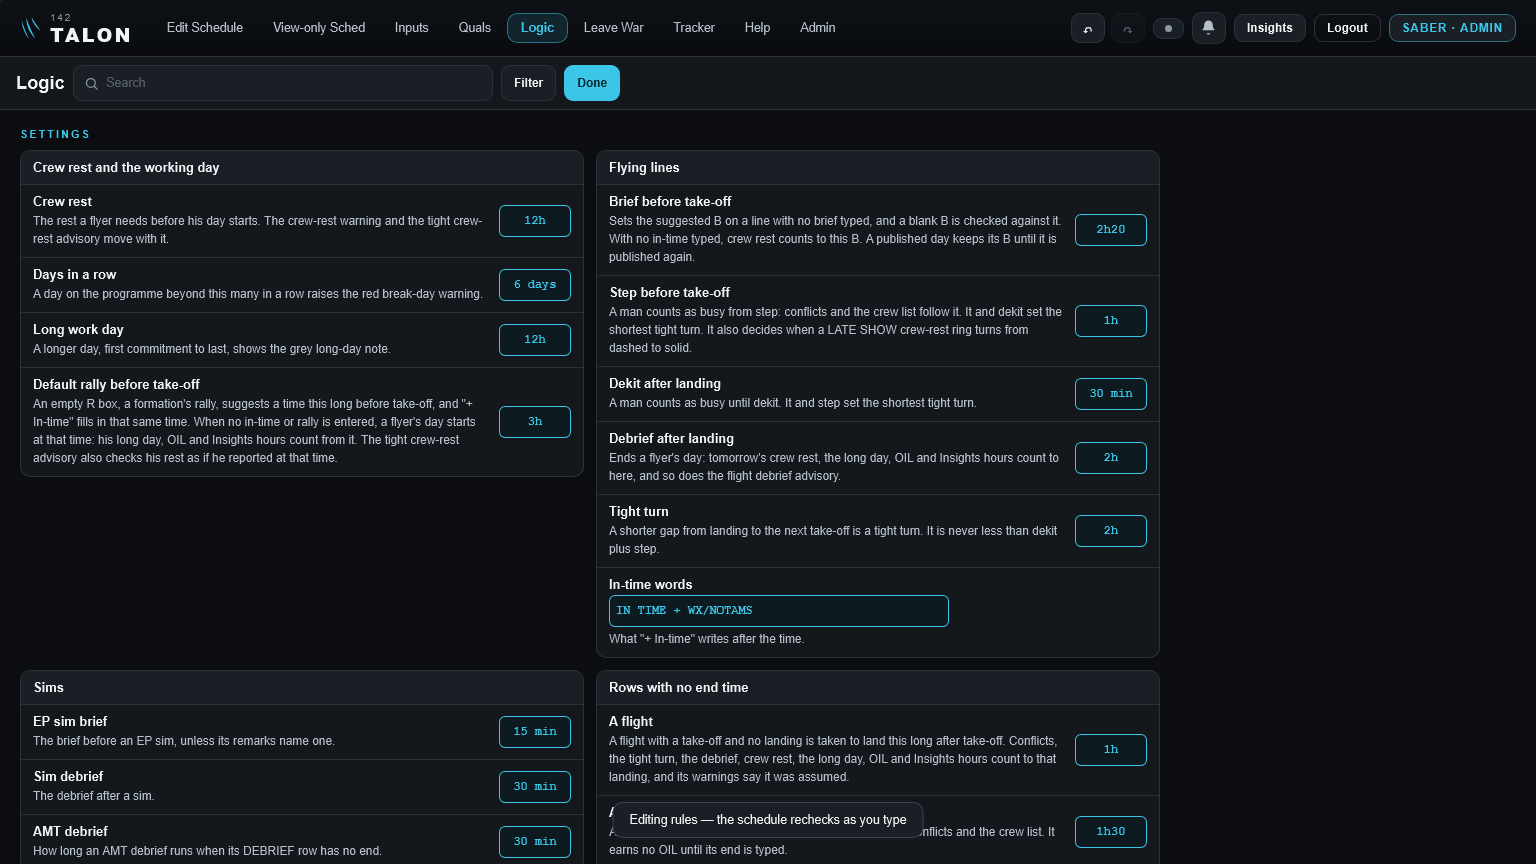 142
TALON
Edit Schedule
View-only Sched
Inputs
Quals
Logic
Leave War
Tracker
Help
Admin
Insights
Logout
SABER · ADMIN
Logic
Search
Filter
Done
SETTINGS
Crew rest and the working day
Crew rest
The rest a flyer needs before his day starts. The crew-rest warning and the tight crew-
rest advisory move with it.
12h
Days in a row
A day on the programme beyond this many in a row raises the red break-day warning.
6 days
Long work day
A longer day, first commitment to last, shows the grey long-day note.
12h
Default rally before take-off
An empty R box, a formation's rally, suggests a time this long before take-off, and "+
In-time" fills in that same time. When no in-time or rally is entered, a flyer's day starts
at that time: his long day, OIL and Insights hours count from it. The tight crew-rest
advisory also checks his rest as if he reported at that time.
3h
Flying lines
Brief before take-off
Sets the suggested B on a line with no brief typed, and a blank B is checked against it.
With no in-time typed, crew rest counts to this B. A published day keeps its B until it is
published again.
2h20
Step before take-off
A man counts as busy from step: conflicts and the crew list follow it. It and dekit set the
shortest tight turn. It also decides when a LATE SHOW crew-rest ring turns from
dashed to solid.
1h
Dekit after landing
A man counts as busy until dekit. It and step set the shortest tight turn.
30 min
Debrief after landing
Ends a flyer's day: tomorrow's crew rest, the long day, OIL and Insights hours count to
here, and so does the flight debrief advisory.
2h
Tight turn
A shorter gap from landing to the next take-off is a tight turn. It is never less than dekit
plus step.
2h
In-time words
IN TIME + WX/NOTAMS
What "+ In-time" writes after the time.
Sims
EP sim brief
The brief before an EP sim, unless its remarks name one.
15 min
Sim debrief
The debrief after a sim.
30 min
AMT debrief
How long an AMT debrief runs when its DEBRIEF row has no end.
30 min
Rows with no end time
A flight
A flight with a take-off and no landing is taken to land this long after take-off. Conflicts,
the tight turn, the debrief, crew rest, the long day, OIL and Insights hours count to that
landing, and its warnings say it was assumed.
1h
conflicts and the crew list. It
earns no OIL until its end is typed.
1h30
Editing rules — the schedule rechecks as you type